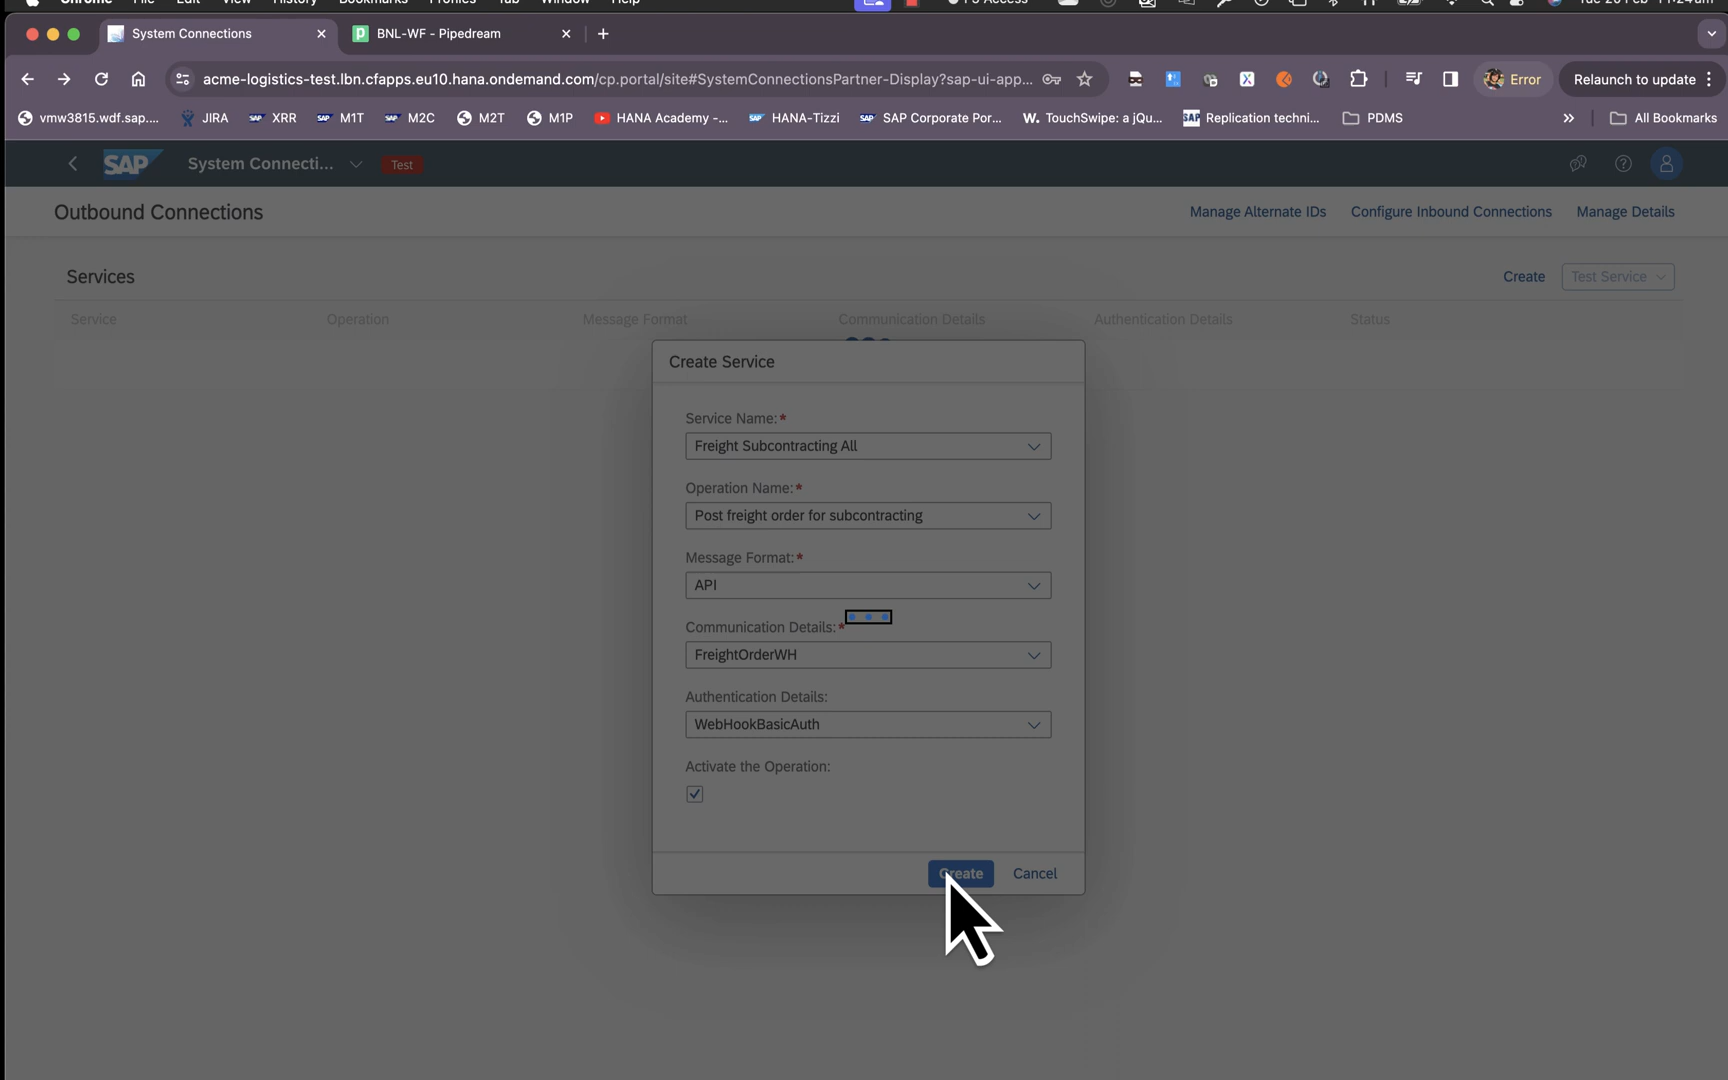 Chrome File Edit View History Bookmarks Profiles Tab Window Help
System Connections
BNL-WF - Pipedream
acme-logistics-test.lbn.cfapps.eu10.hana.ondemand.com/cp.portal/site#SystemConnectionsPartner-Display?sap-ui-app...
Error
Relaunch to update
vmw3815.wdf.sap....
JIRA
XRR
M1T
M2C
M2T
M1P
HANA Academy -...
HANA-Tizzi
SAP Corporate Por...
W. TouchSwipe: a jQu...
Replication techni...
PDMS
»
All Bookmarks
SAP
System Connecti...
Test
Outbound Connections
Manage Alternate IDs
Configure Inbound Connections
Manage Details
Services
Create
Test Service
Service
Operation
Message Format
Communication Details
Authentication Details
Status
Create Service
Service Name:*
Freight Subcontracting All
Operation Name:*
Post freight order for subcontracting
Message Format:*
API
Communication Details:*
FreightOrderWH
Authentication Details:
WebHookBasicAuth
Activate the Operation:
Create
Cancel